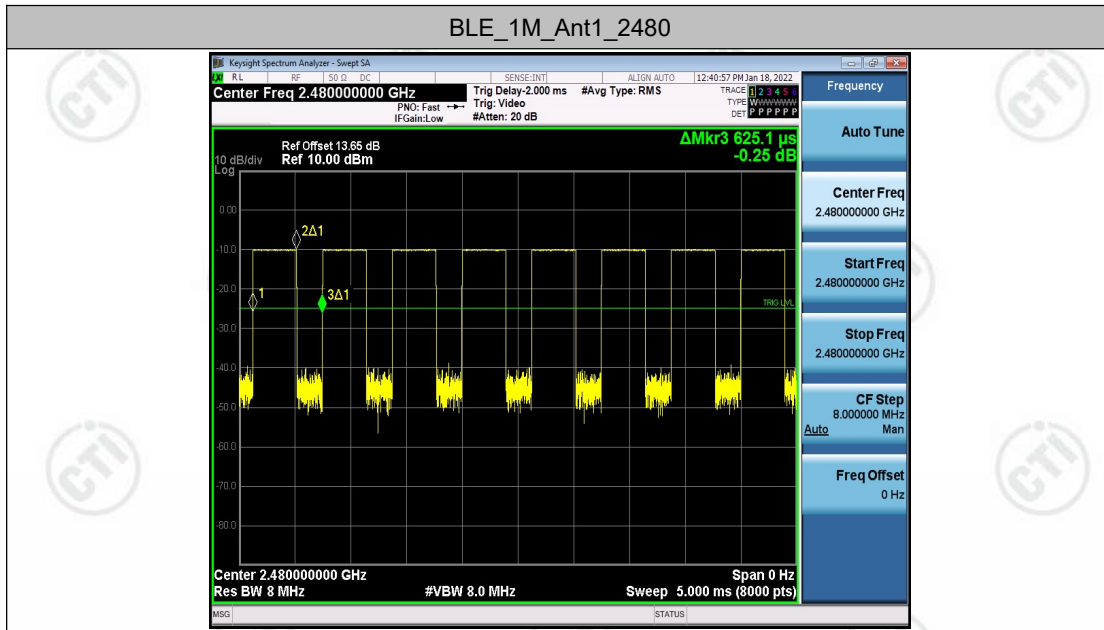 BLE_1M_Ant1_2480
Keysight Spectrum Analyzer - Swept SA
RL RF 50 Ω DC SENSE:INT ALIGN AUTO 12:40:57 PM Jan 18, 2022
Center Freq 2.480000000 GHz
PNO: Fast
IFGain:Low
Trig Delay-2.000 ms
Trig: Video
#Atten: 20 dB
#Avg Type: RMS
TRACE 1 2 3 4 5 6
TYPE WWWWWW
DET P P P P P P
Frequency
ΔMkr3 625.1 µs
-0.25 dB
Ref Offset 13.65 dB
10 dB/div Ref 10.00 dBm
Log
0.00
-10.0
-20.0
-30.0
-40.0
-50.0
-60.0
-70.0
-80.0
2Δ1
1
3Δ1
TRIG LVL
Center 2.480000000 GHz Span 0 Hz
Res BW 8 MHz #VBW 8.0 MHz Sweep 5.000 ms (8000 pts)
MSG STATUS
Auto Tune
Center Freq
2.480000000 GHz
Start Freq
2.480000000 GHz
Stop Freq
2.480000000 GHz
CF Step
8.000000 MHz
Auto Man
Freq Offset
0 Hz
CTI
CTI
CTI
CTI